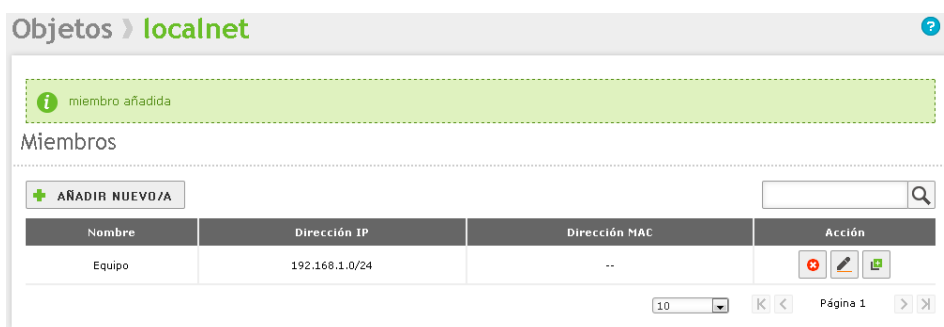 Objetos localnet
?
i miembro añadida
Miembros
AÑADIR NUEVO/A
Nombre Dirección IP Dirección MAC Acción
Equipo 192.168.1.0/24 --
10 Página 1